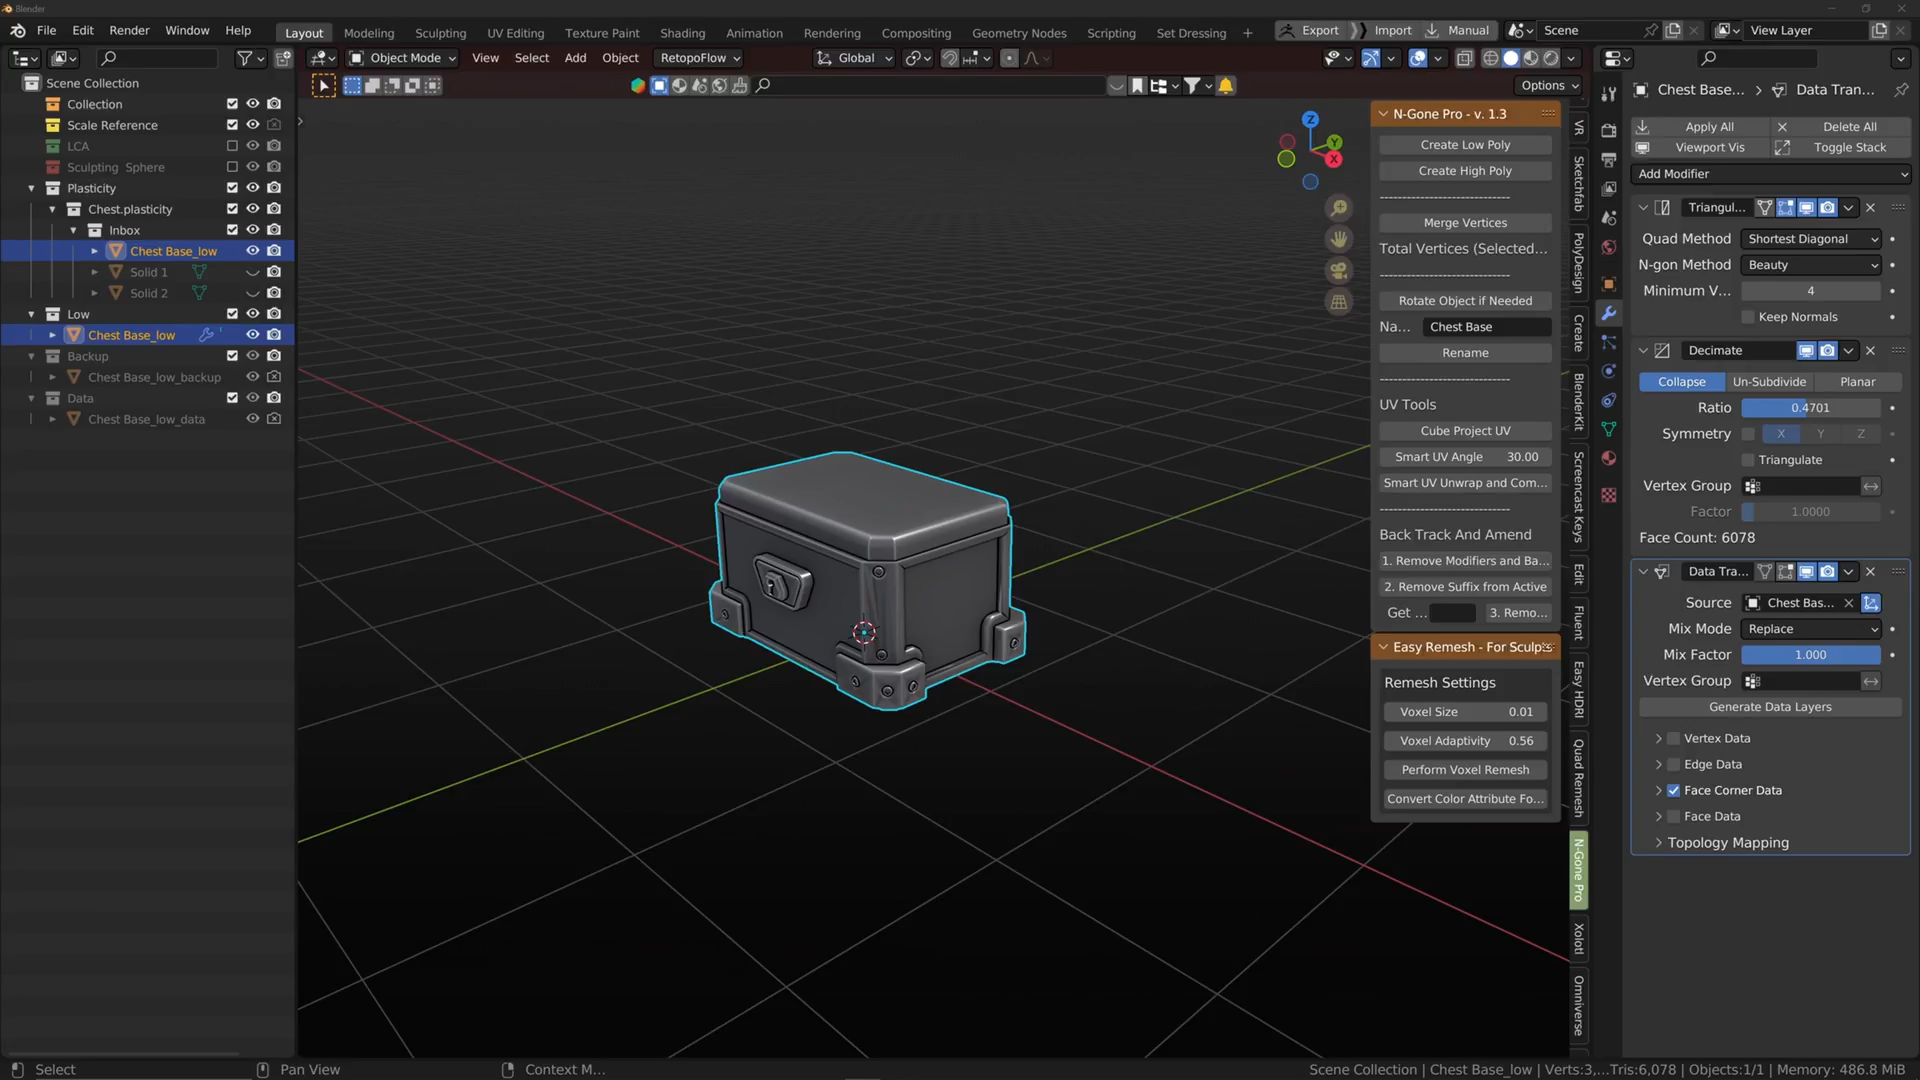 Blender
File Edit Render Window Help
Layout Modeling Sculpting UV Editing Texture Paint Shading Animation Rendering Compositing Geometry Nodes Scripting Set Dressing +
Export Import Manual
Scene
View Layer
Object Mode View Select Add Object RetopoFlow
Global
Options
Scene Collection
Collection
Scale Reference
LCA
Sculpting Sphere
Plasticity
Chest.plasticity
Inbox
Chest Base_low
Solid 1
Solid 2
Low
Chest Base_low
Backup
Chest Base_low_backup
Data
Chest Base_low_data
Z
Y
X
N-Gone Pro - v. 1.3
Create Low Poly
Create High Poly
-----------------------------
Merge Vertices
Total Vertices (Selected...
-----------------------------
Rotate Object if Needed
Na... Chest Base
Rename
-----------------------------
UV Tools
Cube Project UV
Smart UV Angle 30.00
Smart UV Unwrap and Com...
-----------------------------
Back Track And Amend
1. Remove Modifiers and Ba...
2. Remove Suffix from Active
Get ... 3. Remo...
Easy Remesh - For Sculpts
Remesh Settings
Voxel Size 0.01
Voxel Adaptivity 0.56
Perform Voxel Remesh
Convert Color Attribute Fo...
VR
Sketchfab
PolyDesign
Create
BlenderKit
Screencast Keys
Edit
Fluent
Easy HDRI
Quad Remesh
N-Gone Pro
Xolotl
Omniverse
Chest Base... Data Tran...
Apply All Delete All
Viewport Vis Toggle Stack
Add Modifier
Triangul...
Quad Method Shortest Diagonal
N-gon Method Beauty
Minimum V... 4
Keep Normals
Decimate
Collapse Un-Subdivide Planar
Ratio 0.4701
Symmetry X Y Z
Triangulate
Vertex Group
Factor 1.0000
Face Count: 6078
Data Tra...
Source Chest Bas...
Mix Mode Replace
Mix Factor 1.000
Vertex Group
Generate Data Layers
Vertex Data
Edge Data
Face Corner Data
Face Data
Topology Mapping
Select Pan View Context M...
Scene Collection | Chest Base_low | Verts:3,...Tris:6,078 | Objects:1/1 | Memory: 486.8 MiB